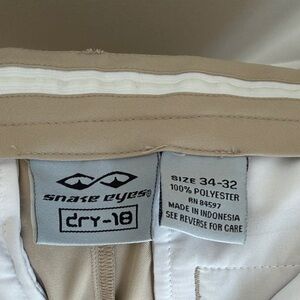 snake eyes®
dry-18
SIZE 34-32
100% POLYESTER
RN 84597
MADE IN INDONESIA
SEE REVERSE FOR CARE